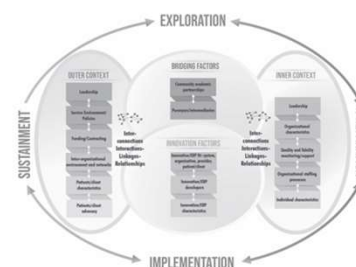 EXPLORATION
OUTER CONTEXT
Leadership
Service Environment/
Policies
Funding/Contracting
Inter-organizational
environment and networks
Patients/client
characteristics
Patients/client
advocacy
BRIDGING FACTORS
Community-academic
partnerships
Purveyors/Intermediaries
INNER CONTEXT
Leadership
Organizational
characteristics
Quality and fidelity
monitoring/support
Organizational staffing
processes
Individual characteristics
Inter-
connections
Interactions-
Linkages-
Relationships
INNOVATION FACTORS
Innovation/EBP fit- system,
organization, provider,
patient/client
Innovation/EBP
developers
Innovation/EBP
characteristics
Inter-
connections
Interactions-
Linkages-
Relationships
SUSTAINMENT
IMPLEMENTATION